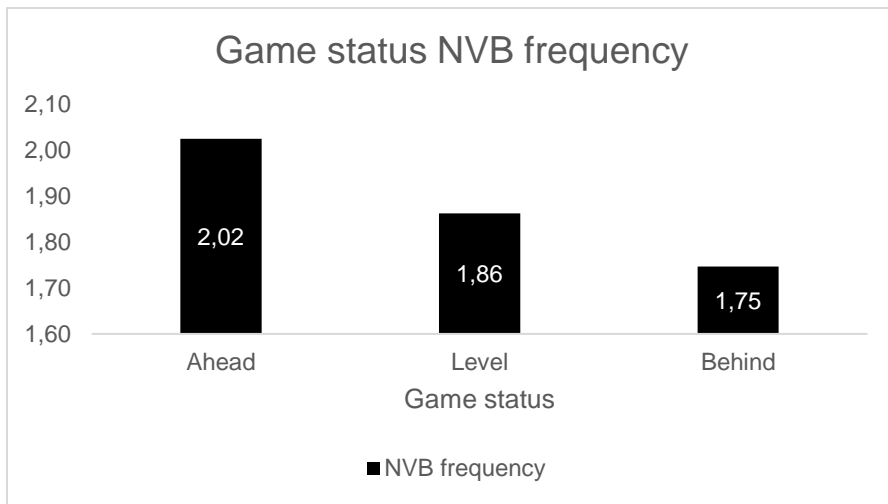 Game status NVB frequency
2,10
2,00
1,90
1,80
1,70
1,60
2,02
1,86
1,75
Ahead Level Behind
Game status
NVB frequency